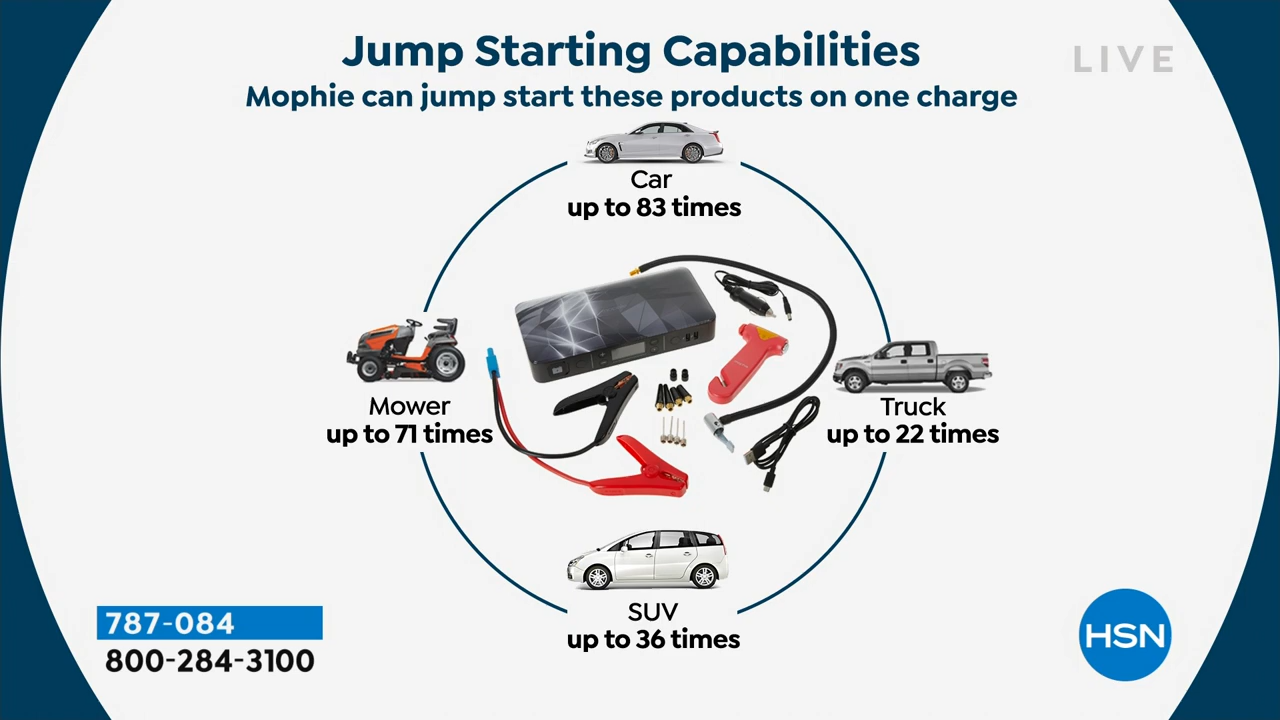 Jump Starting Capabilities
LIVE
Mophie can jump start these products on one charge
Car
up to 83 times
Mower
up to 71 times
Truck
up to 22 times
SUV
up to 36 times
787-084
800-284-3100
HSN